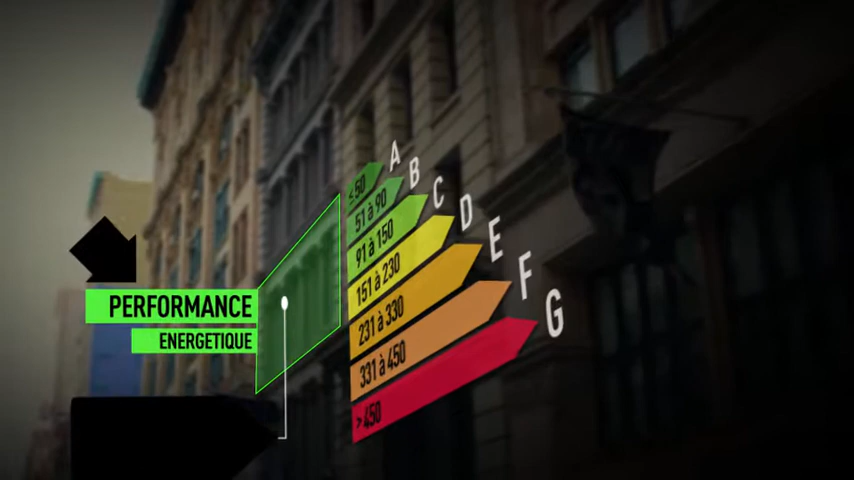 PERFORMANCE
ENERGETIQUE
≤50 A
51 à 90 B
91 à 150 C
151 à 230 D
231 à 330 E
331 à 450 F
> 450 G